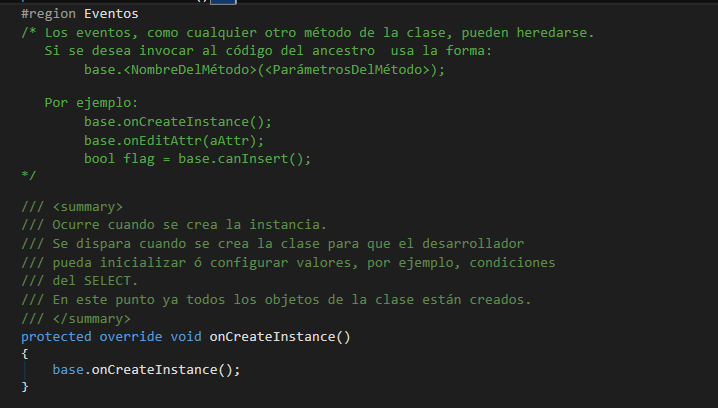 #region Eventos
/* Los eventos, como cualquier otro método de la clase, pueden heredarse.
   Si se desea invocar al código del ancestro  usa la forma:
        base.<NombreDelMétodo>(<ParámetrosDelMétodo>);

   Por ejemplo:
        base.onCreateInstance();
        base.onEditAttr(aAttr);
        bool flag = base.canInsert();
*/

/// <summary>
/// Ocurre cuando se crea la instancia.
/// Se dispara cuando se crea la clase para que el desarrollador
/// pueda inicializar ó configurar valores, por ejemplo, condiciones
/// del SELECT.
/// En este punto ya todos los objetos de la clase están creados.
/// </summary>
protected override void onCreateInstance()
{
    base.onCreateInstance();
}